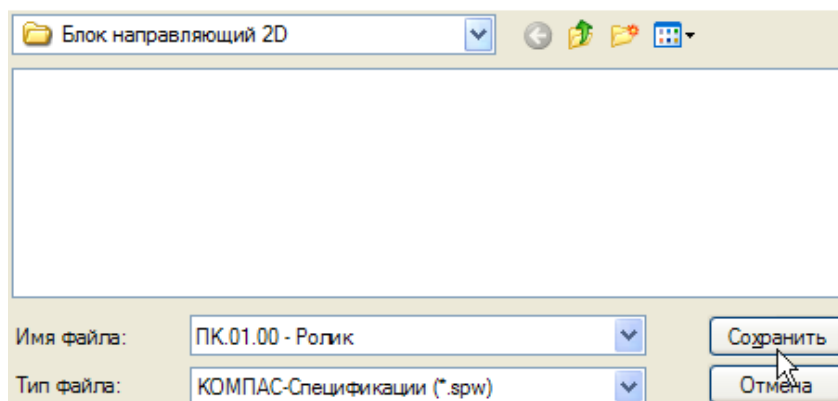 Блок направляющий 2D
Имя файла: ПК.01.00 - Ролик Сохранить
Тип файла: КОМПАС-Спецификации (*.spw) Отмена